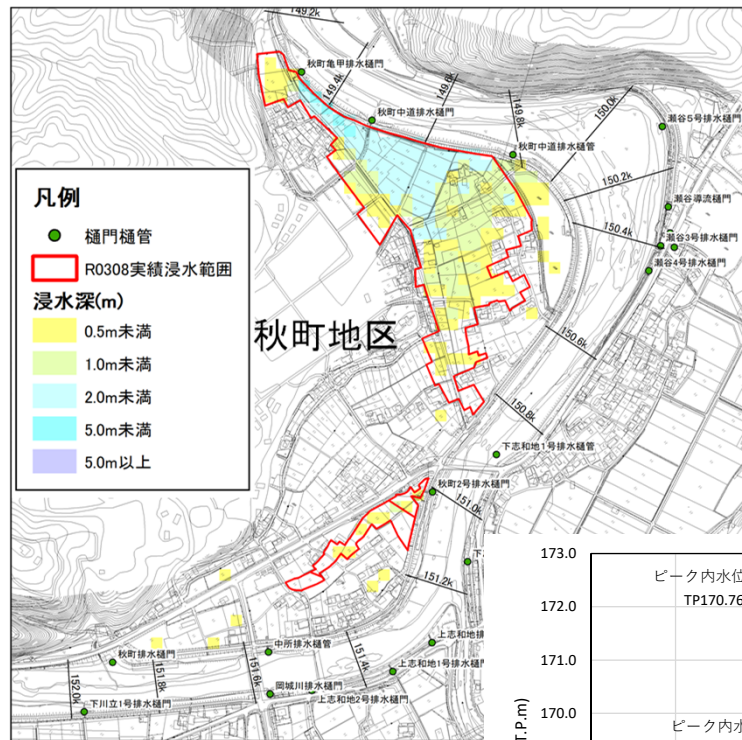 149.2k
秋町亀甲排水樋門
149.4k
秋町中道排水樋門
149.6k
149.8k
秋町中道排水樋管
150.0k
瀬谷5号排水樋門
150.2k
瀬谷導流樋門
150.4k
瀬谷3号排水樋門
瀬谷4号排水樋門
凡例
樋門樋管
R0308実績浸水範囲
浸水深(m)
0.5m未満
1.0m未満
2.0m未満
5.0m未満
5.0m以上
秋町地区
150.6k
150.8k
下志和地1号排水樋管
秋町2号排水樋門
151.0k
151.2k
中所排水樋管
上志和地排
秋町排水樋門
151.8k
151.6k
151.4k
上志和地1号排水樋門
岡城川排水樋門
上志和地2号排水樋門
152.0k
下川立1号排水樋門
173.0
ピーク内水位
TP170.76
172.0
171.0
170.0
ピーク内水
T.P.m)